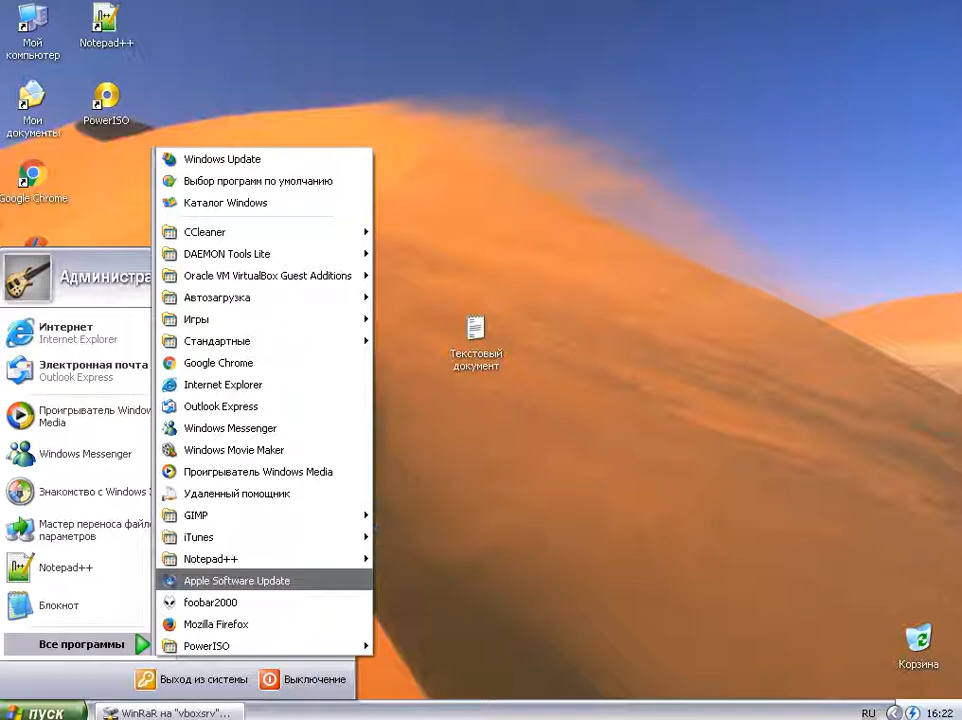 Мой
компьютер
Notepad++
Мои
документы
PowerISO
Google Chrome
Администра
Интернет
Internet Explorer
Электронная почта
Outlook Express
Проигрыватель Windo
Media
Windows Messenger
Знакомство с Windows
Мастер переноса файл
параметров
Notepad++
Блокнот
Все программы
Windows Update
Выбор программ по умолчанию
Каталог Windows
CCleaner
DAEMON Tools Lite
Oracle VM VirtualBox Guest Additions
Автозагрузка
Игры
Стандартные
Google Chrome
Internet Explorer
Outlook Express
Windows Messenger
Windows Movie Maker
Проигрыватель Windows Media
Удаленный помощник
GIMP
iTunes
Notepad++
Apple Software Update
foobar2000
Mozilla Firefox
PowerISO
Выход из системы
Выключение
Текстовый
документ
Корзина
пуск
WinRaR на "vboxsrv"...
RU
16:22